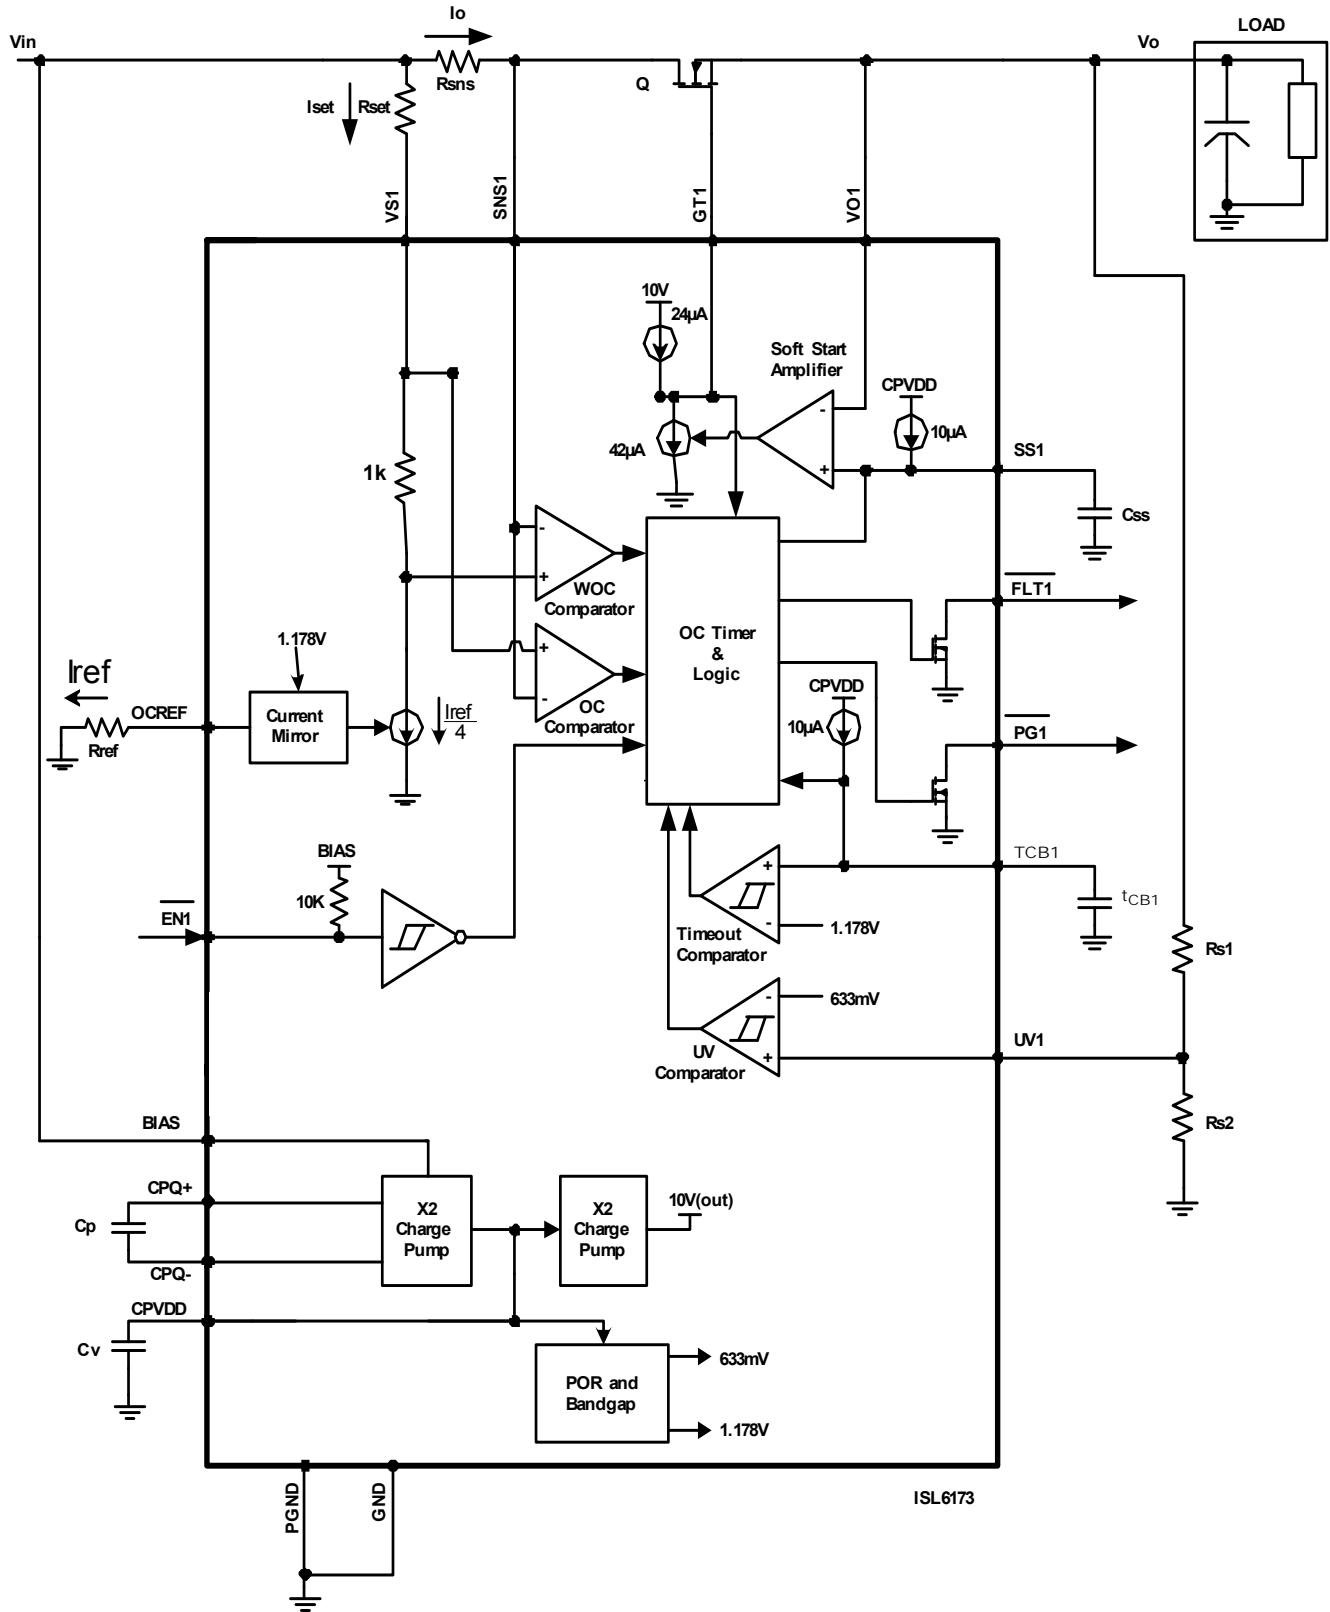 Io
LOAD
Vin
Vo
Rsns
Q
Iset
Rset
VS1
SNS1
GT1
VO1
10V
24µA
Soft Start
Amplifier
CPVDD
10µA
42µA
SS1
1k
Css
-
+
-
+
WOC
Comparator
FLT1
+
-
OC
Comparator
OC Timer
&
Logic
1.178V
Iref
OCREF
Rref
Current
Mirror
Iref
4
CPVDD
10µA
PG1
BIAS
10K
EN1
TCB1
tCB1
+
-
1.178V
Timeout
Comparator
Rs1
-
633mV
UV1
UV
Comparator
+
BIAS
Rs2
CPQ+
Cp
CPQ-
X2
Charge
Pump
X2
Charge
Pump
10V(out)
CPVDD
Cv
POR and
Bandgap
633mV
1.178V
PGND
GND
ISL6173